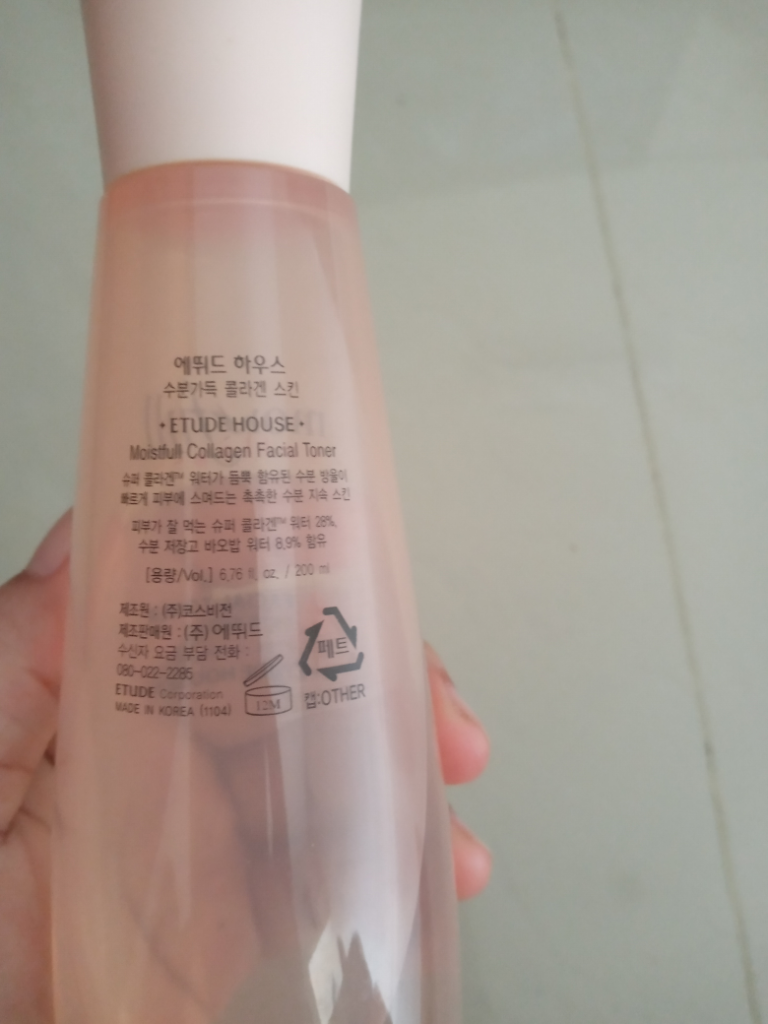 에뛰드 하우스
수분가득 콜라겐 스킨
• ETUDE HOUSE •
Moistfull Collagen Facial Toner
슈퍼 콜라겐™ 워터가 듬뿍 함유된 수분 방울이
빠르게 피부에 스며드는 촉촉한 수분 지속 스킨
피부가 잘 먹는 슈퍼 콜라겐™ 워터 28%,
수분 저장고 바오밥 워터 8.9% 함유
[용량/Vol.] 6.76 fl. oz. / 200 ml
제조원 : (주)코스비전
제조판매원 : (주) 에뛰드
수신자 요금 부담 전화 :
080-022-2285
ETUDE Corporation
MADE IN KOREA (1104)
12M
페트
캡:OTHER